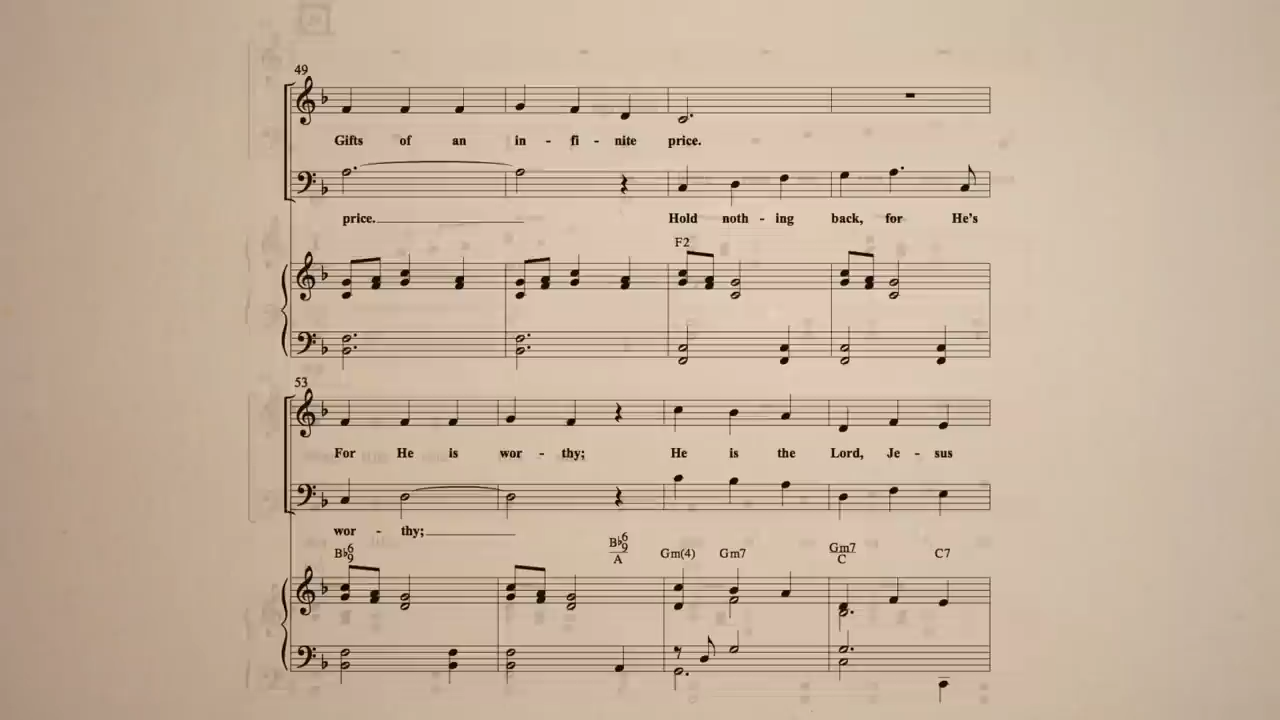 49
Gifts of an in - fi - nite price.
price. Hold noth - ing back, for He's
F2
53
For He is wor - thy; He is the Lord, Je - sus
wor - thy;
B♭6/9 B♭6/9/A Gm(4) Gm7 Gm7/C C7